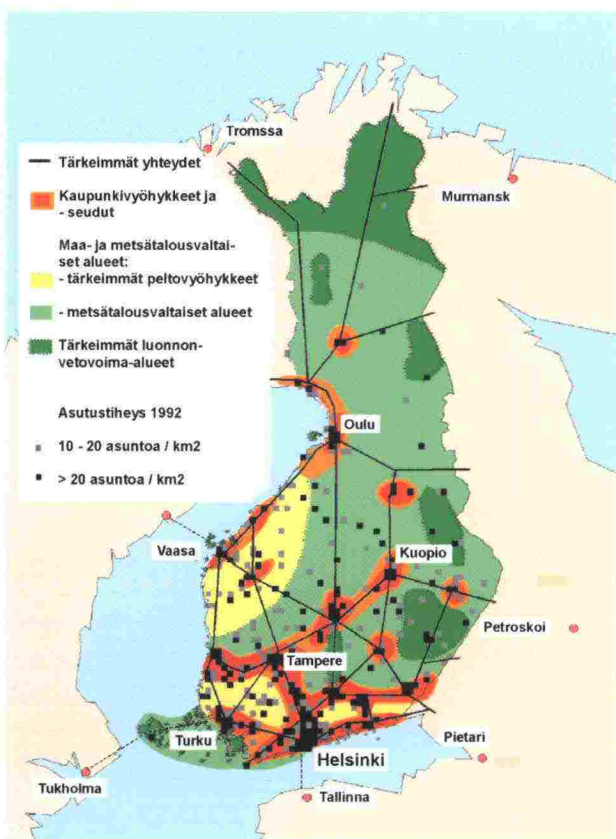 Tromssa
Tärkeimmät yhteydet
Murmansk
Kaupunkivyöhykkeet ja
- seudut
Maa- ja metsätalousvaltai-
set alueet:
- tärkeimmät peltovyöhykkeet
- metsätalousvaltaiset alueet
Tärkeimmät luonnon-
vetovoima-alueet
Asutustiheys 1992
10 - 20 asuntoa / km2
> 20 asuntoa / km2
Oulu
Vaasa
Kuopio
Petroskoi
Tampere
Turku
Pietari
Helsinki
Tukholma
Tallinna